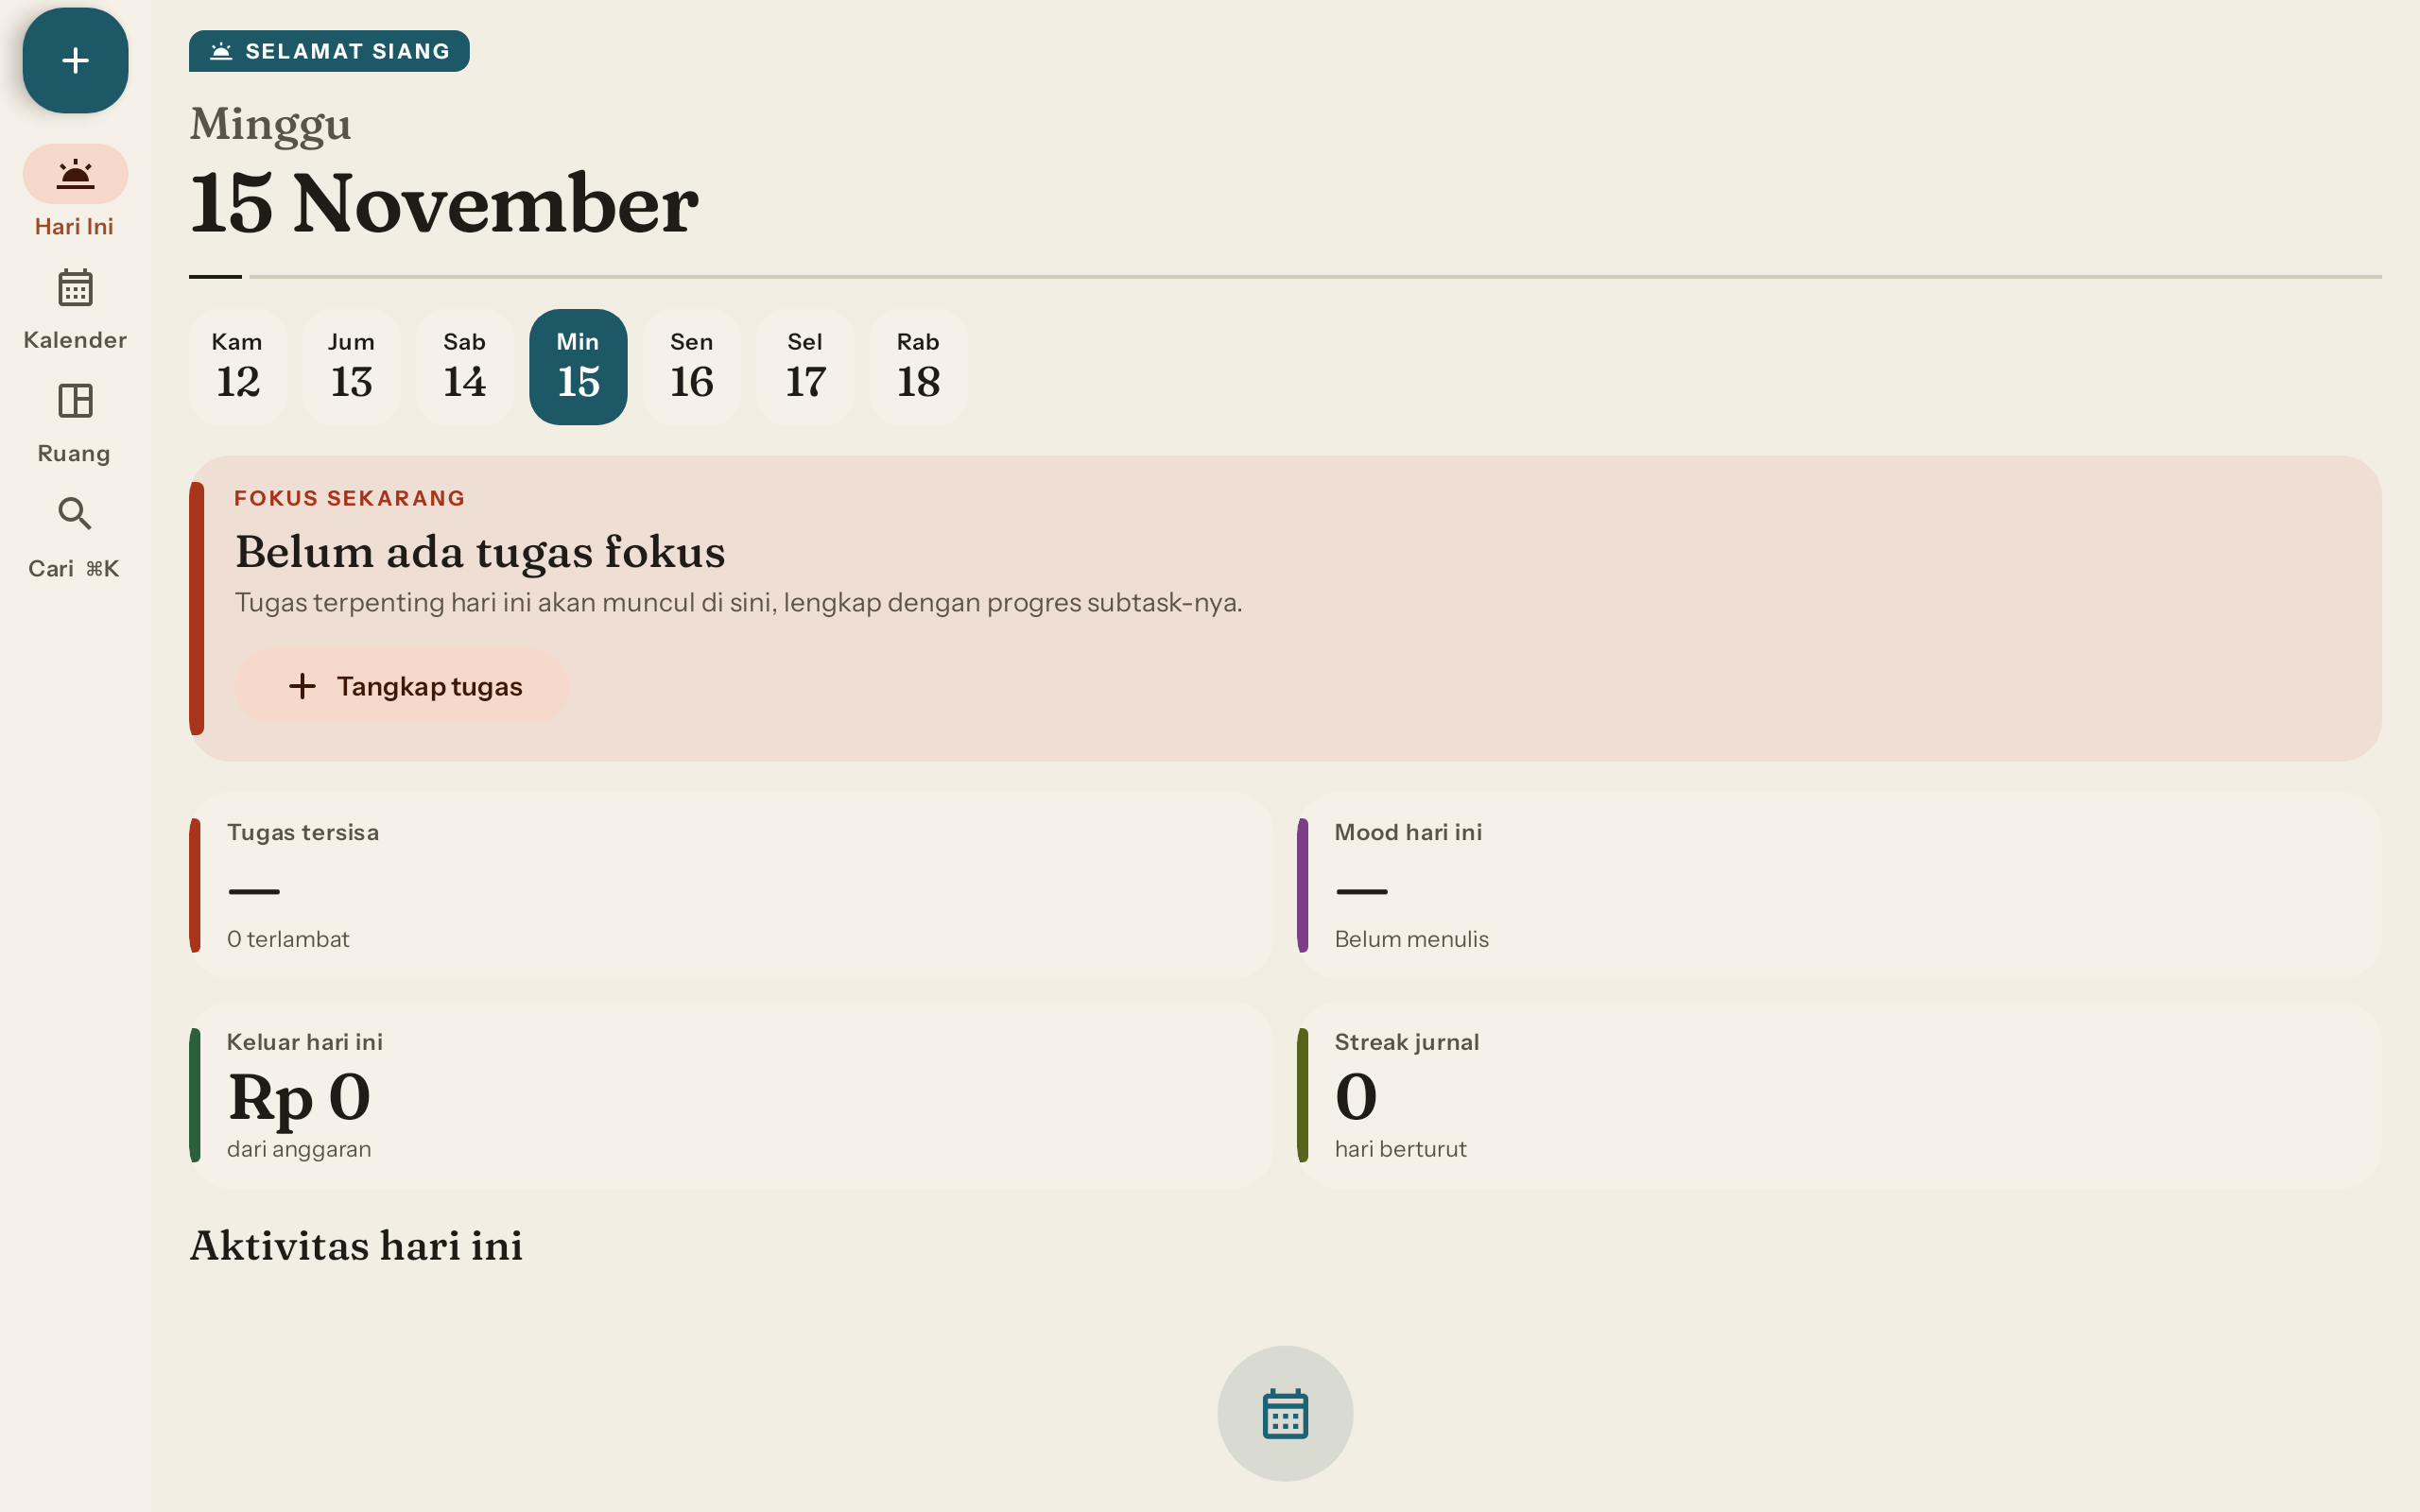 SELAMAT SIANG
Minggu
15 November
Hari Ini
Kalender
Ruang
Cari ⌘K
Kam Jum Sab Min Sen Sel Rab
12 13 14 15 16 17 18
FOKUS SEKARANG
Belum ada tugas fokus
Tugas terpenting hari ini akan muncul di sini, lengkap dengan progres subtask-nya.
+ Tangkap tugas
Tugas tersisa
—
0 terlambat
Mood hari ini
—
Belum menulis
Keluar hari ini
Rp 0
dari anggaran
Streak jurnal
0
hari berturut
Aktivitas hari ini